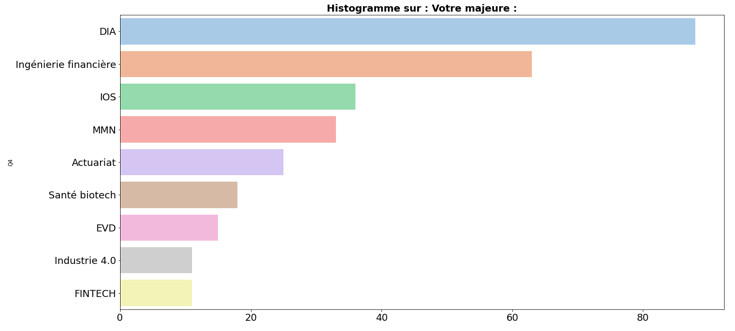 Histogramme sur : Votre majeure :
DIA
Ingénierie financière
IOS
MMN
Actuariat
Santé biotech
EVD
Industrie 4.0
FINTECH
Q4
0 20 40 60 80